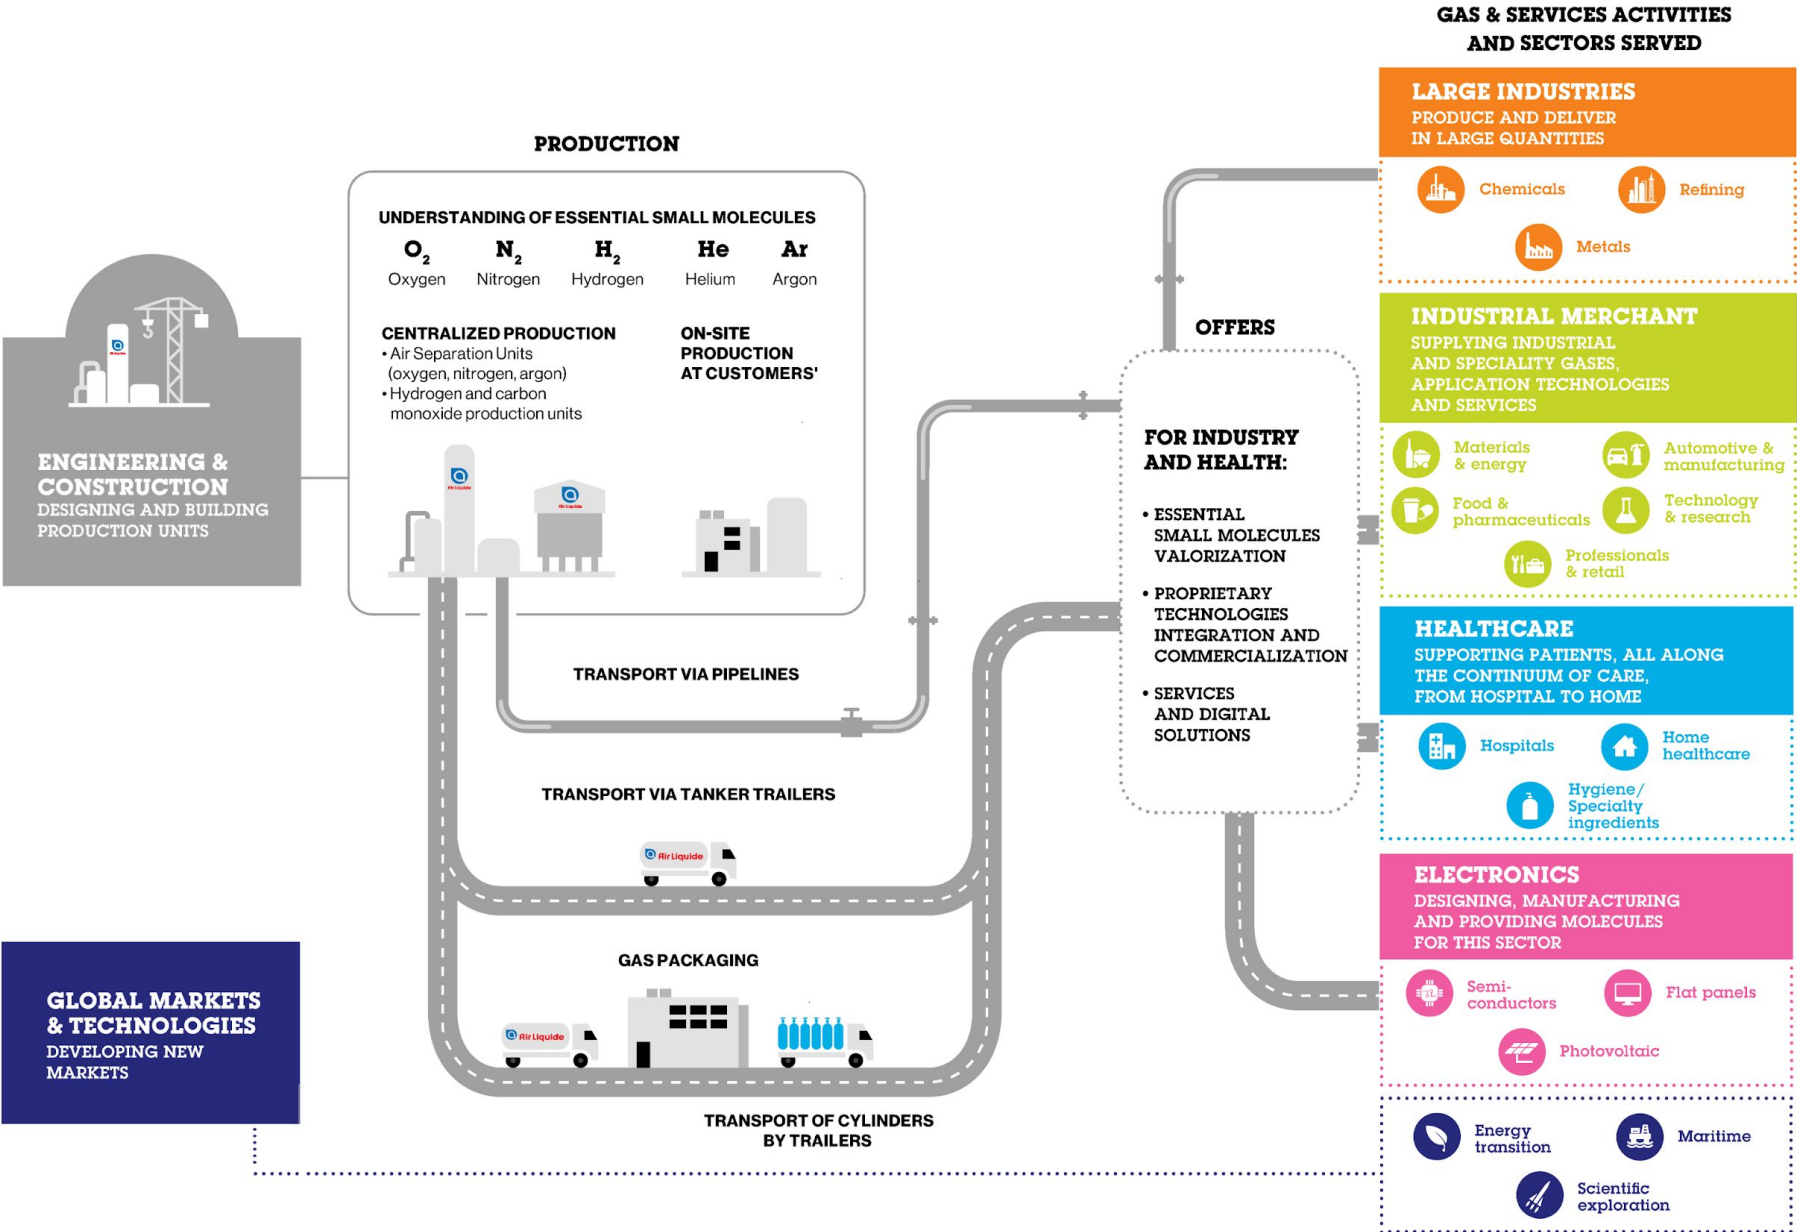 GAS & SERVICES ACTIVITIES
AND SECTORS SERVED
PRODUCTION
UNDERSTANDING OF ESSENTIAL SMALL MOLECULES
O2 N2 H2 He Ar
Oxygen Nitrogen Hydrogen Helium Argon
CENTRALIZED PRODUCTION
• Air Separation Units
(oxygen, nitrogen, argon)
• Hydrogen and carbon
monoxide production units
ON-SITE
PRODUCTION
AT CUSTOMERS'
Air Liquide
Air Liquide
Air Liquide
ENGINEERING &
CONSTRUCTION
DESIGNING AND BUILDING
PRODUCTION UNITS
TRANSPORT VIA PIPELINES
TRANSPORT VIA TANKER TRAILERS
Air Liquide
GAS PACKAGING
Air Liquide
TRANSPORT OF CYLINDERS
BY TRAILERS
GLOBAL MARKETS
& TECHNOLOGIES
DEVELOPING NEW
MARKETS
OFFERS
FOR INDUSTRY
AND HEALTH:
• ESSENTIAL
SMALL MOLECULES
VALORIZATION
• PROPRIETARY
TECHNOLOGIES
INTEGRATION AND
COMMERCIALIZATION
• SERVICES
AND DIGITAL
SOLUTIONS
LARGE INDUSTRIES
PRODUCE AND DELIVER
IN LARGE QUANTITIES
Chemicals
Refining
Metals
INDUSTRIAL MERCHANT
SUPPLYING INDUSTRIAL
AND SPECIALITY GASES,
APPLICATION TECHNOLOGIES
AND SERVICES
Materials
& energy
Automotive &
manufacturing
Food &
pharmaceuticals
Technology
& research
Professionals
& retail
HEALTHCARE
SUPPORTING PATIENTS, ALL ALONG
THE CONTINUUM OF CARE,
FROM HOSPITAL TO HOME
Hospitals
Home
healthcare
Hygiene/
Specialty
ingredients
ELECTRONICS
DESIGNING, MANUFACTURING
AND PROVIDING MOLECULES
FOR THIS SECTOR
Semi-
conductors
Flat panels
Photovoltaic
Energy
transition
Maritime
Scientific
exploration